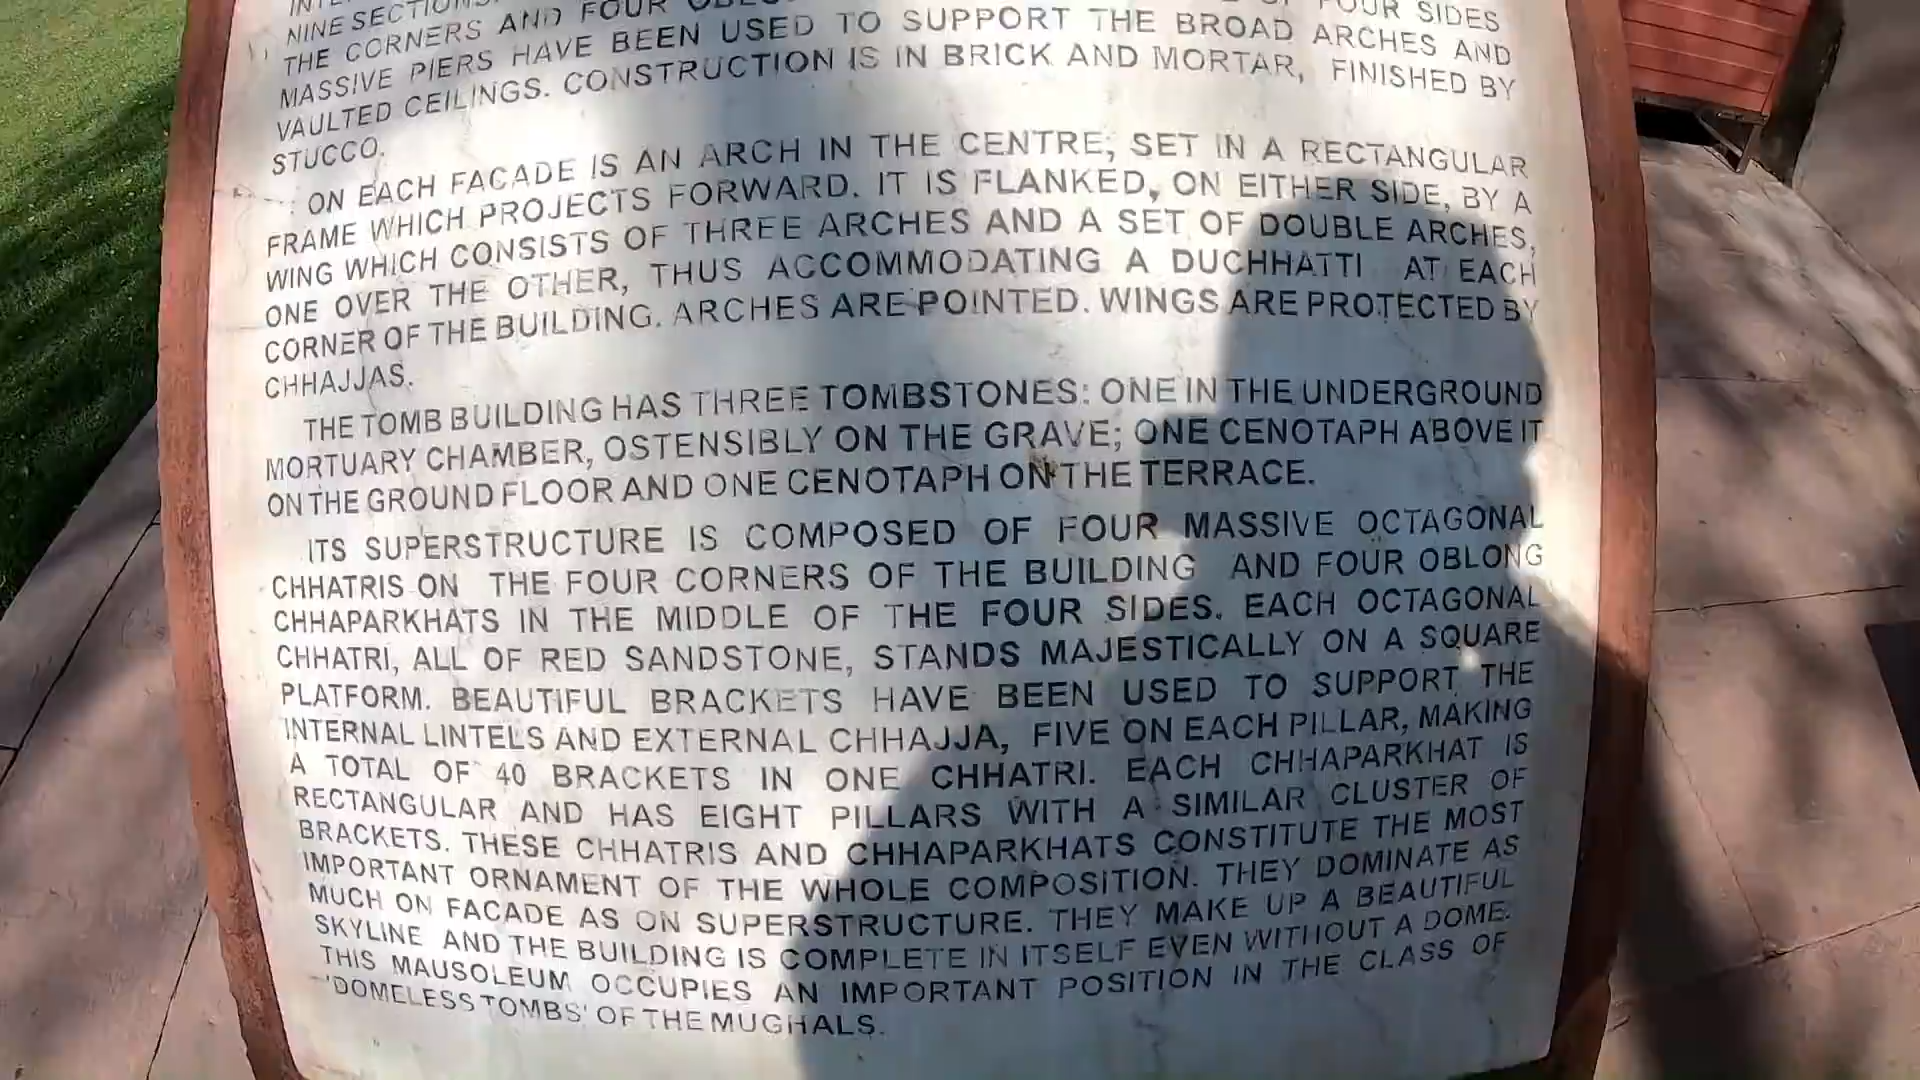 NINE SECTIONS
THE CORNERS AND FOUR FOUR SIDES
MASSIVE PIERS HAVE BEEN USED TO SUPPORT THE BROAD ARCHES AND
VAULTED CEILINGS. CONSTRUCTION IS IN BRICK AND MORTAR, FINISHED BY
STUCCO.
ON EACH FACADE IS AN ARCH IN THE CENTRE, SET IN A RECTANGULAR
FRAME WHICH PROJECTS FORWARD. IT IS FLANKED, ON EITHER SIDE, BY A
WING WHICH CONSISTS OF THREE ARCHES AND A SET OF DOUBLE ARCHES,
ONE OVER THE OTHER, THUS ACCOMMODATING A DUCHHATTI AT EACH
CORNER OF THE BUILDING. ARCHES ARE POINTED. WINGS ARE PROTECTED BY
CHHAJJAS.
THE TOMB BUILDING HAS THREE TOMBSTONES: ONE IN THE UNDERGROUND
MORTUARY CHAMBER, OSTENSIBLY ON THE GRAVE; ONE CENOTAPH ABOVE IT
ON THE GROUND FLOOR AND ONE CENOTAPH ON THE TERRACE.
ITS SUPERSTRUCTURE IS COMPOSED OF FOUR MASSIVE OCTAGONAL
CHHATRIS ON THE FOUR CORNERS OF THE BUILDING AND FOUR OBLONG
CHHAPARKHATS IN THE MIDDLE OF THE FOUR SIDES. EACH OCTAGONAL
CHHATRI, ALL OF RED SANDSTONE, STANDS MAJESTICALLY ON A SQUARE
PLATFORM. BEAUTIFUL BRACKETS HAVE BEEN USED TO SUPPORT THE
INTERNAL LINTELS AND EXTERNAL CHHAJJA, FIVE ON EACH PILLAR, MAKING
A TOTAL OF 40 BRACKETS IN ONE CHHATRI. EACH CHHAPARKHAT IS
RECTANGULAR AND HAS EIGHT PILLARS WITH A SIMILAR CLUSTER OF
BRACKETS. THESE CHHATRIS AND CHHAPARKHATS CONSTITUTE THE MOST
IMPORTANT ORNAMENT OF THE WHOLE COMPOSITION. THEY DOMINATE AS
MUCH ON FACADE AS ON SUPERSTRUCTURE. THEY MAKE UP A BEAUTIFUL
SKYLINE AND THE BUILDING IS COMPLETE IN ITSELF EVEN WITHOUT A DOME.
THIS MAUSOLEUM OCCUPIES AN IMPORTANT POSITION IN THE CLASS OF
'DOMELESS TOMBS' OF THE MUGHALS.